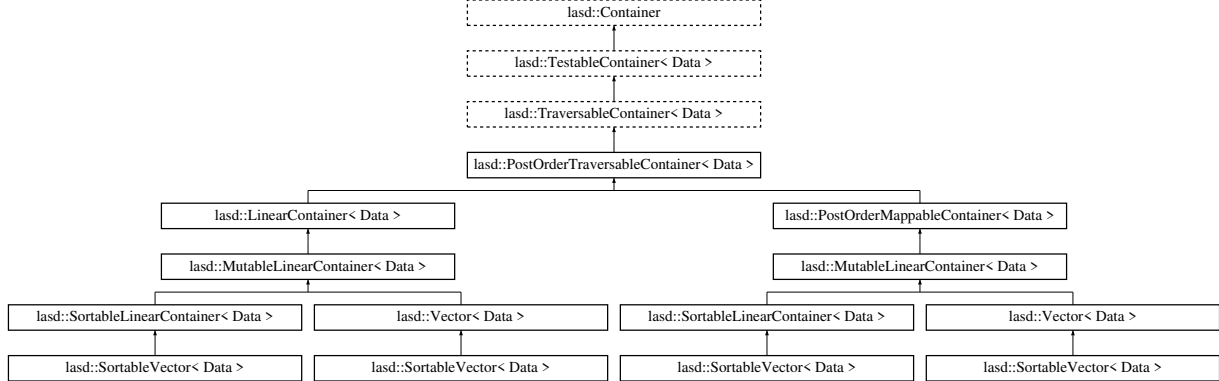 lasd::Container
lasd::TestableContainer< Data >
lasd::TraversableContainer< Data >
lasd::PostOrderTraversableContainer< Data >
lasd::LinearContainer< Data >
lasd::PostOrderMappableContainer< Data >
lasd::MutableLinearContainer< Data >
lasd::MutableLinearContainer< Data >
lasd::SortableLinearContainer< Data >
lasd::Vector< Data >
lasd::SortableLinearContainer< Data >
lasd::Vector< Data >
lasd::SortableVector< Data >
lasd::SortableVector< Data >
lasd::SortableVector< Data >
lasd::SortableVector< Data >